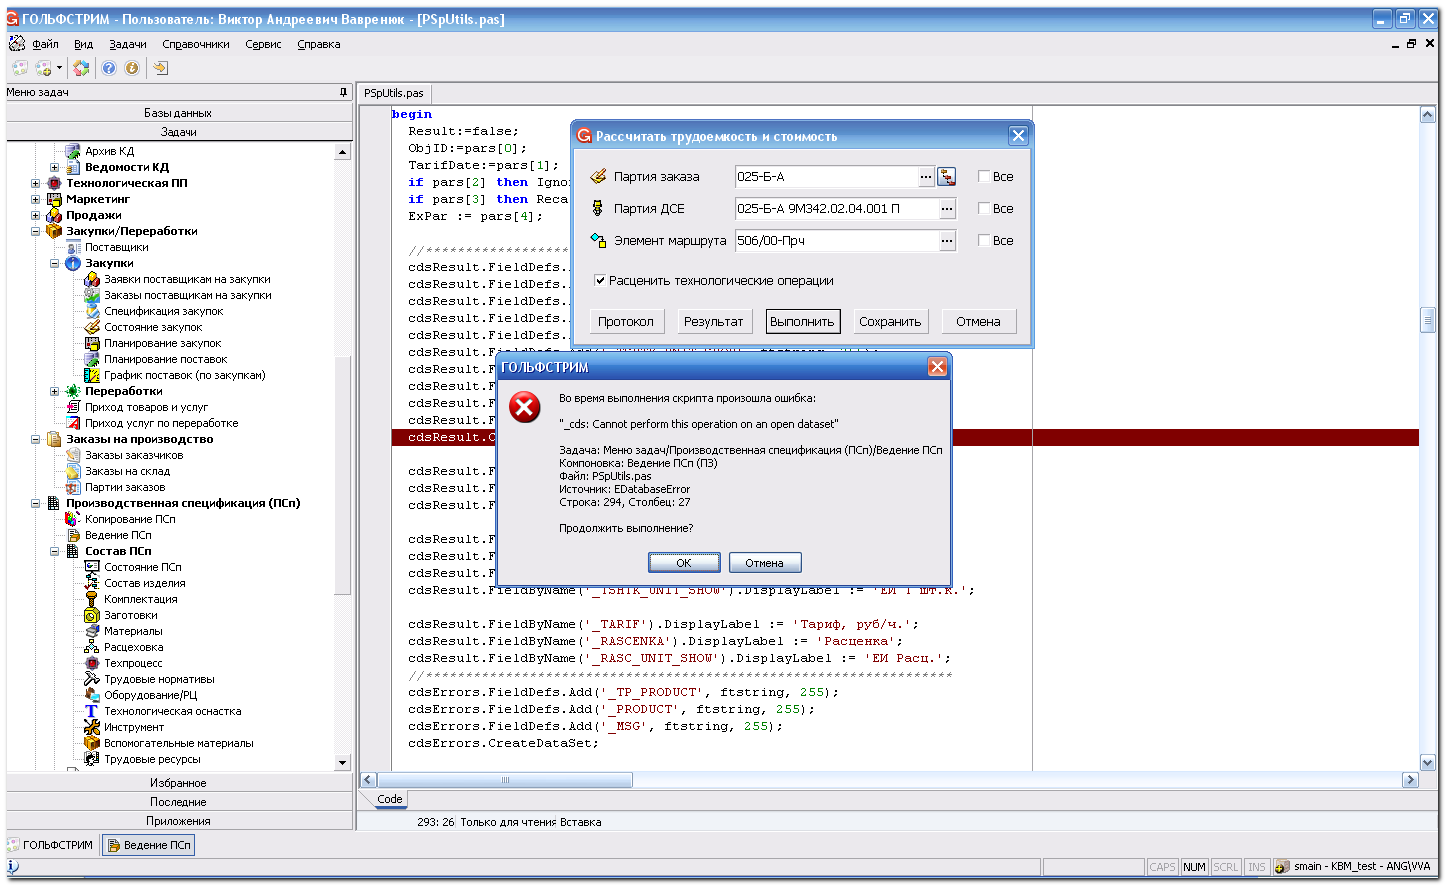 ГОЛЬФСТРИМ - Пользователь: Виктор Андреевич Вавренюк - [PSpUtils.pas]
Файл Вид Задачи Справочники Сервис Справка
Меню задач
Базы данных
Задачи
Архив КД
Ведомости КД
Технологическая ПП
Маркетинг
Продажи
Закупки/Переработки
Поставщики
Закупки
Заявки поставщикам на закупки
Заказы поставщикам на закупки
Спецификация закупок
Состояние закупок
Планирование закупок
Планирование поставок
График поставок (по закупкам)
Переработки
Приход товаров и услуг
Приход услуг по переработке
Заказы на производство
Заказы заказчиков
Заказы на склад
Партии заказов
Производственная спецификация (ПСп)
Копирование ПСп
Ведение ПСп
Состав ПСп
Состояние ПСп
Состав изделия
Комплектация
Заготовки
Материалы
Расцеховка
Техпроцесс
Трудовые нормативы
Оборудование/РЦ
Технологическая оснастка
Инструмент
Вспомогательные материалы
Трудовые ресурсы
Избранное
Последние
Приложения
PSpUtils.pas
begin
Result:=false;
ObjID:=pars[0];
TarifDate:=pars[1];
if pars[2] then Ignor
if pars[3] then Reca
ExPar := pars[4];
//*****************
cdsResult.FieldDefs.
cdsResult.FieldDefs.
cdsResult.FieldDefs.
cdsResult.FieldDefs.
cdsResult.FieldDefs.
cdsResult.F
cdsResult.F
cdsResult.F
cdsResult.F
cdsResult.C
cdsResult.F
cdsResult.F
cdsResult.F
cdsResult.F
cdsResult.F
cdsResult.F
cdsResult.FieldByName('_TSHTK_UNIT_SHOW').DisplayLabel := 'ЕИ Т шт.к.';
cdsResult.FieldByName('_TARIF').DisplayLabel := 'Тариф, руб/ч.';
cdsResult.FieldByName('_RASCENKA').DisplayLabel := 'Расценка';
cdsResult.FieldByName('_RASC_UNIT_SHOW').DisplayLabel := 'ЕИ Расц.';
//****************************************************************
cdsErrors.FieldDefs.Add('_TP_PRODUCT', ftstring, 255);
cdsErrors.FieldDefs.Add('_PRODUCT', ftstring, 255);
cdsErrors.FieldDefs.Add('_MSG', ftstring, 255);
cdsErrors.CreateDataSet;
Code
293: 26 Только для чтения Вставка
Рассчитать трудоемкость и стоимость
Партия заказа 025-Б-А ... Все
Партия ДСЕ 025-Б-А 9М342.02.04.001 П ... Все
Элемент маршрута 506/00-Прч ... Все
Расценить технологические операции
Протокол Результат Выполнить Сохранить Отмена
ГОЛЬФСТРИМ
Во время выполнения скрипта произошла ошибка:
"_cds: Cannot perform this operation on an open dataset"
Задача: Меню задач/Производственная спецификация (ПСп)/Ведение ПСп
Компоновка: Ведение ПСп (ПЗ)
Файл: PSpUtils.pas
Источник: EDatabaseError
Строка: 294, Столбец: 27
Продолжить выполнение?
ОК Отмена
ГОЛЬФСТРИМ Ведение ПСп
CAPS NUM SCRL INS smain - KBM_test - ANG\VVA